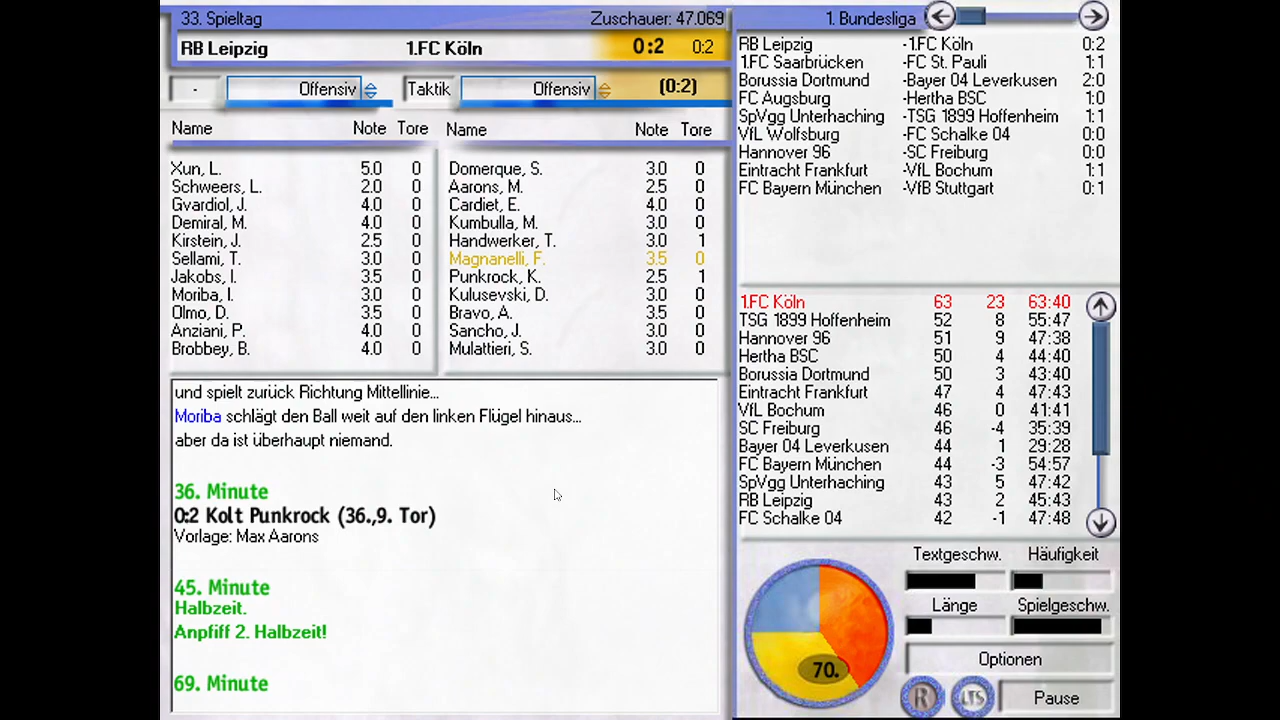 33. Spieltag Zuschauer: 47.069
RB Leipzig 1.FC Köln 0:2 0:2
- Offensiv Taktik Offensiv (0:2)
Name Note Tore Name Note Tore
Xun, L. 5.0 0 Domerque, S. 3.0 0
Schweers, L. 2.0 0 Aarons, M. 2.5 0
Gvardiol, J. 4.0 0 Cardiet, E. 4.0 0
Demiral, M. 4.0 0 Kumbulla, M. 3.0 0
Kirstein, J. 2.5 0 Handwerker, T. 3.0 1
Sellami, T. 3.0 0 Magnanelli, F. 3.5 0
Jakobs, I. 3.5 0 Punkrock, K. 2.5 1
Moriba, I. 3.0 0 Kulusevski, D. 3.0 0
Olmo, D. 3.5 0 Bravo, A. 3.5 0
Anziani, P. 4.0 0 Sancho, J. 3.0 0
Brobbey, B. 4.0 0 Mulattieri, S. 3.0 0
und spielt zurück Richtung Mittellinie...
Moriba schlägt den Ball weit auf den linken Flügel hinaus...
aber da ist überhaupt niemand.
36. Minute
0:2 Kolt Punkrock (36.,9. Tor)
Vorlage: Max Aarons
45. Minute
Halbzeit.
Anpfiff 2. Halbzeit!
69. Minute
1. Bundesliga
RB Leipzig -1.FC Köln 0:2
1.FC Saarbrücken -FC St. Pauli 1:1
Borussia Dortmund -Bayer 04 Leverkusen 2:0
FC Augsburg -Hertha BSC 1:0
SpVgg Unterhaching -TSG 1899 Hoffenheim 1:1
VfL Wolfsburg -FC Schalke 04 0:0
Hannover 96 -SC Freiburg 0:0
Eintracht Frankfurt -VfL Bochum 1:1
FC Bayern München -VfB Stuttgart 0:1
1.FC Köln 63 23 63:40
TSG 1899 Hoffenheim 52 8 55:47
Hannover 96 51 9 47:38
Hertha BSC 50 4 44:40
Borussia Dortmund 50 3 43:40
Eintracht Frankfurt 47 4 47:43
VfL Bochum 46 0 41:41
SC Freiburg 46 -4 35:39
Bayer 04 Leverkusen 44 1 29:28
FC Bayern München 44 -3 54:57
SpVgg Unterhaching 43 5 47:42
RB Leipzig 43 2 45:43
FC Schalke 04 42 -1 47:48
Textgeschw. Häufigkeit
Länge Spielgeschw.
70.
Optionen
R LTS Pause